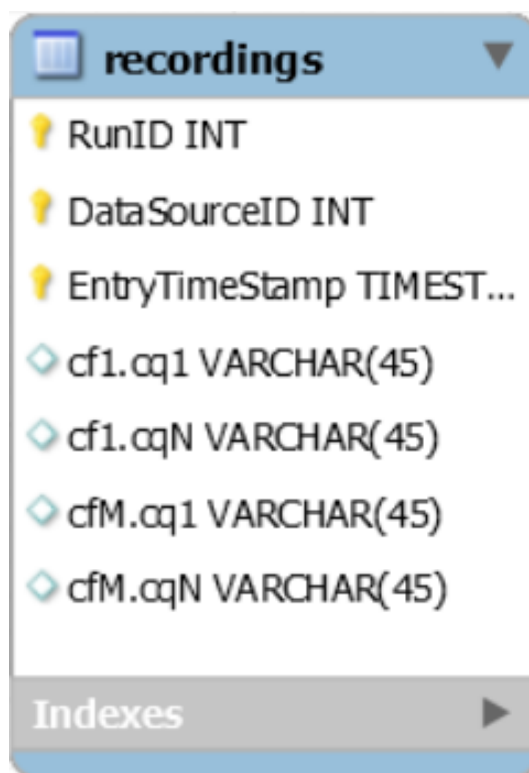 recordings
RunID INT
DataSourceID INT
EntryTimeStamp TIMEST...
cf1.cq1 VARCHAR(45)
cf1.cqN VARCHAR(45)
cfM.cq1 VARCHAR(45)
cfM.cqN VARCHAR(45)
Indexes